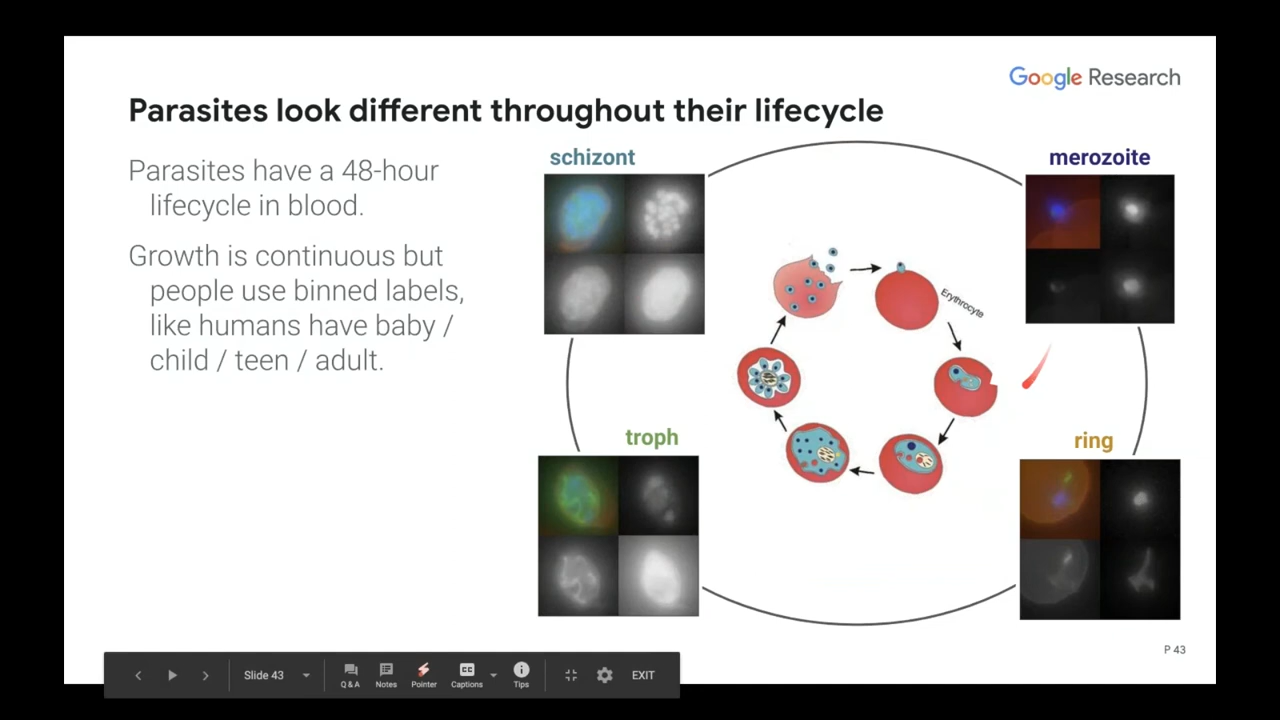 Google Research
Parasites look different throughout their lifecycle
Parasites have a 48-hour
lifecycle in blood.
Growth is continuous but
people use binned labels,
like humans have baby /
child / teen / adult.
schizont
merozoite
Erythrocyte
troph
ring
P 43
Slide 43
Q & A
Notes
Pointer
CC
Captions
Tips
EXIT